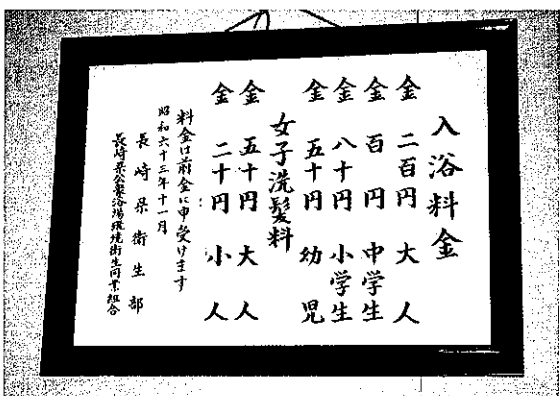 入浴料金
金 二百円 大人
金 百円 中学生
金 八十円 小学生
金 五十円 幼児
女子洗髪料
金 五十円 大人
金 二十円 小人
料金は前金に申受けます
昭和六十三年十一月
長崎県衛生部
長崎県公衆浴場環境衛生同業組合